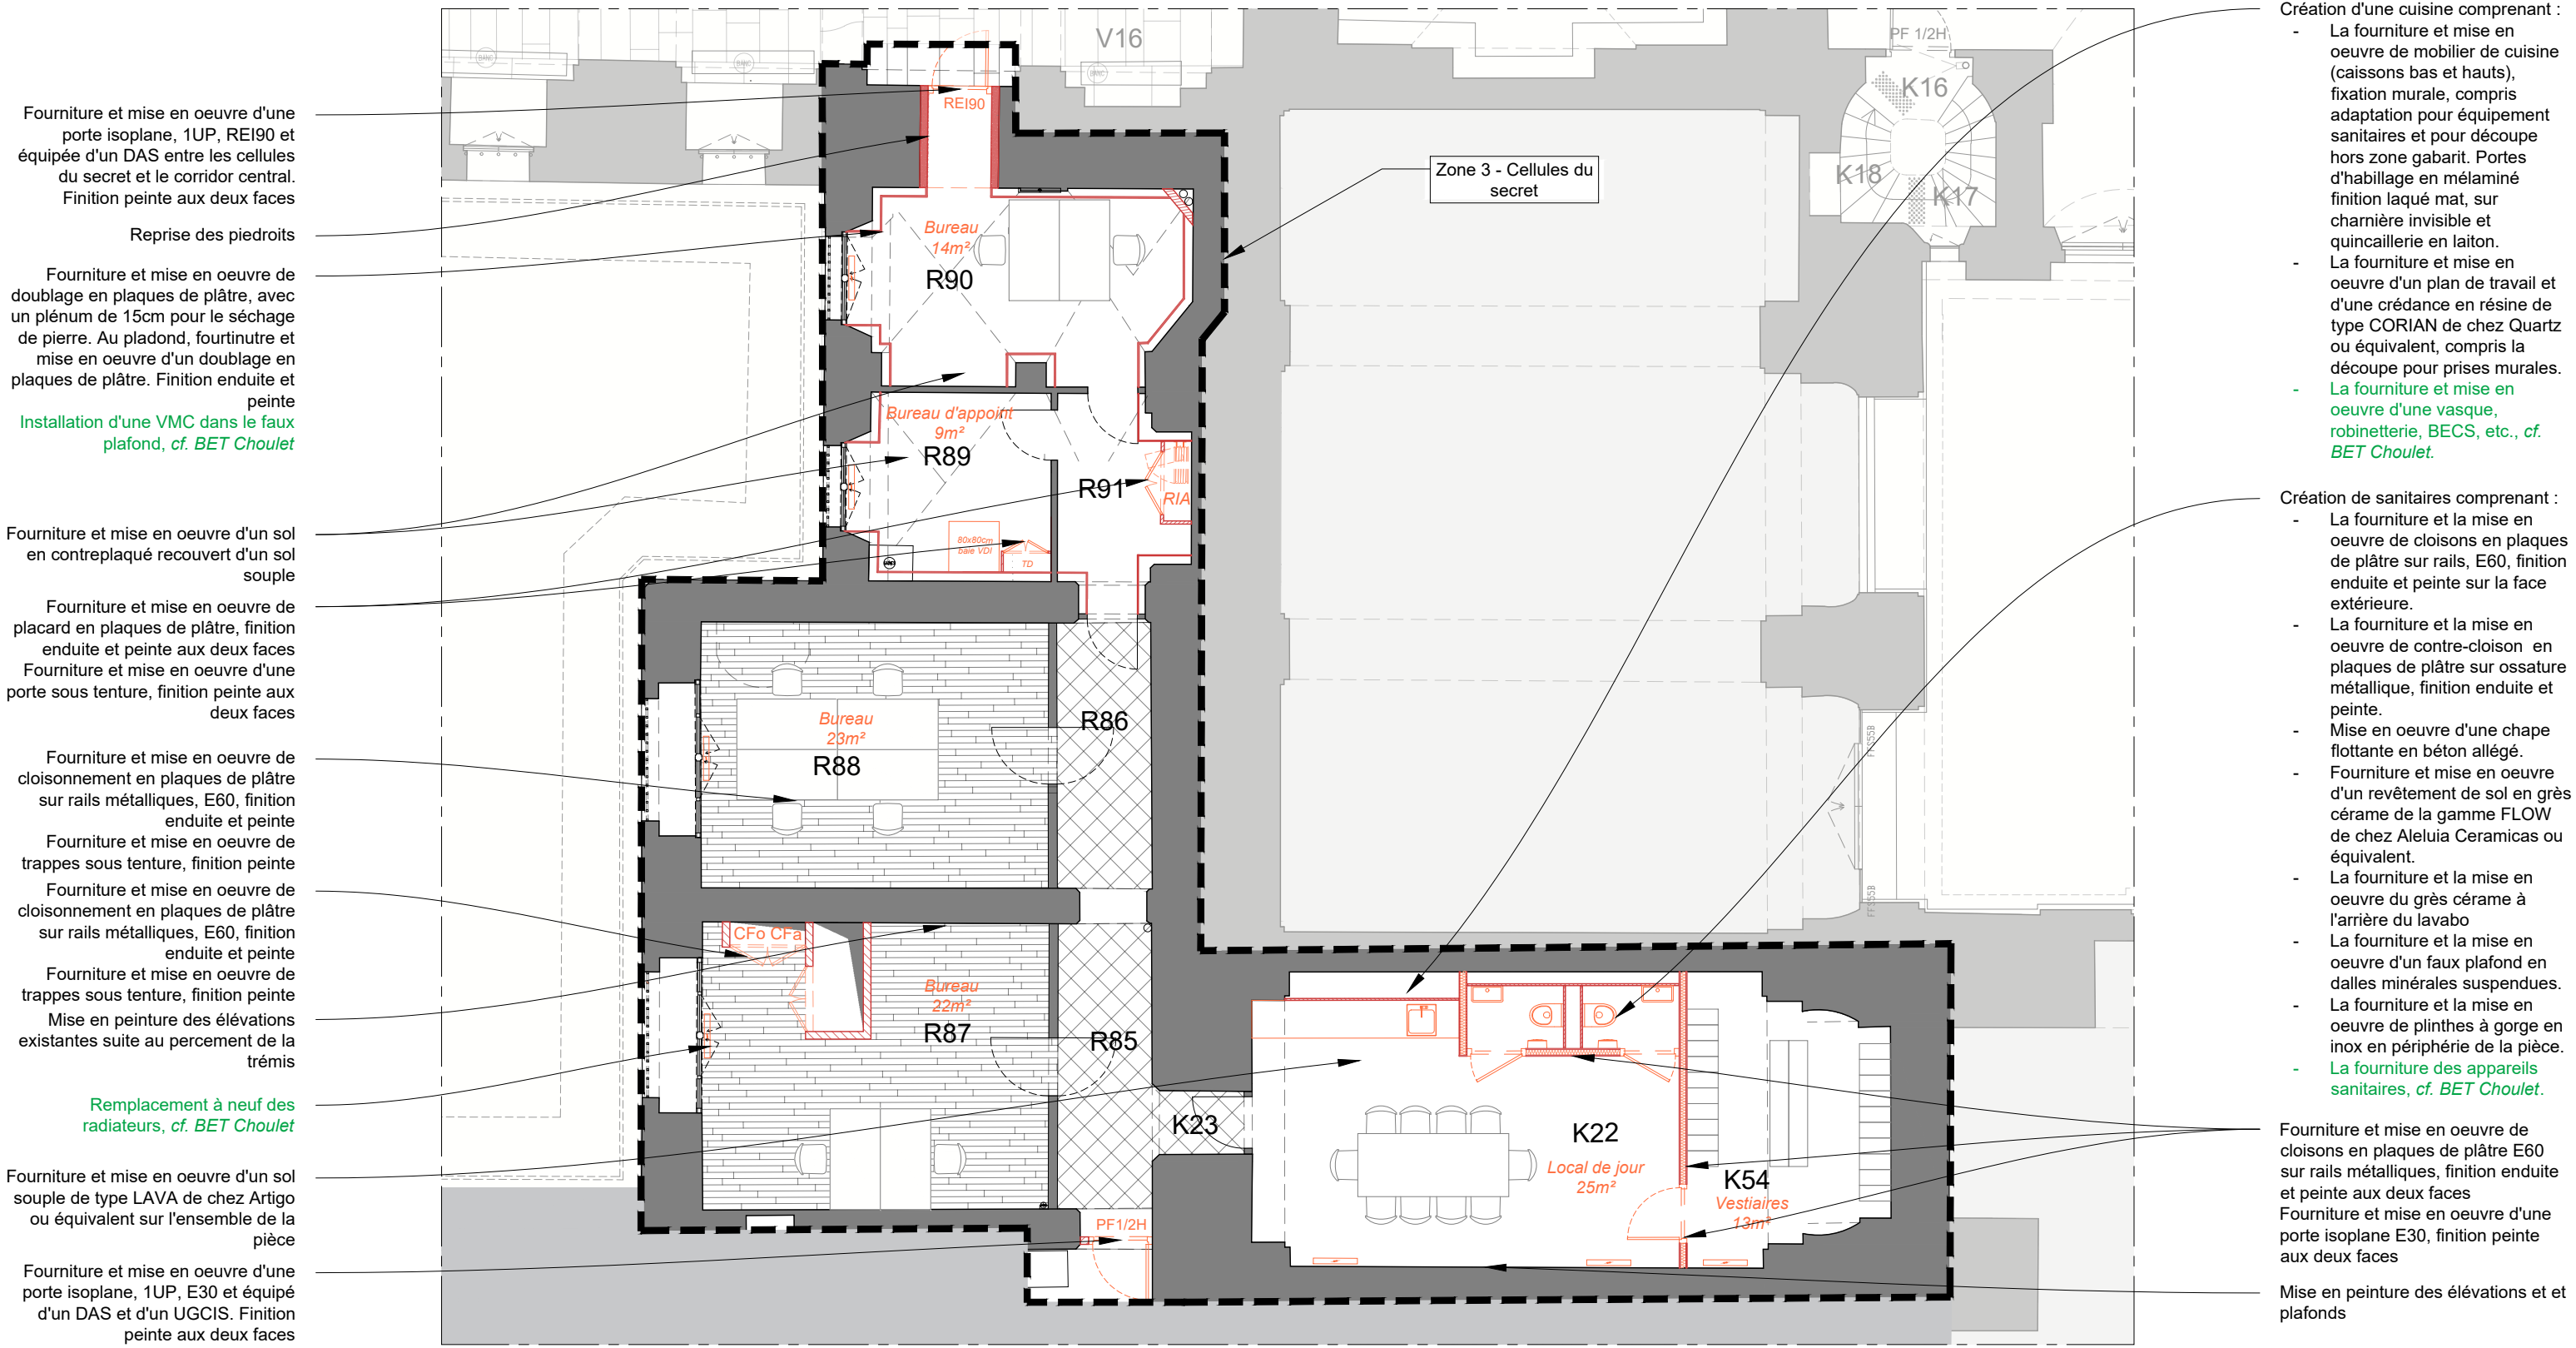 Fourniture et mise en oeuvre d'une
porte isoplane, 1UP, REI90 et
équipée d'un DAS entre les cellules
du secret et le corridor central.
Finition peinte aux deux faces
Reprise des piedroits
Fourniture et mise en oeuvre de
doublage en plaques de plâtre, avec
un plénum de 15cm pour le séchage
de pierre. Au pladond, fourtinutre et
mise en oeuvre d'un doublage en
plaques de plâtre. Finition enduite et
peinte
Installation d'une VMC dans le faux
plafond, cf. BET Choulet
Fourniture et mise en oeuvre d'un sol
en contreplaqué recouvert d'un sol
souple
Fourniture et mise en oeuvre de
placard en plaques de plâtre, finition
enduite et peinte aux deux faces
Fourniture et mise en oeuvre d'une
porte sous tenture, finition peinte aux
deux faces
Fourniture et mise en oeuvre de
cloisonnement en plaques de plâtre
sur rails métalliques, E60, finition
enduite et peinte
Fourniture et mise en oeuvre de
trappes sous tenture, finition peinte
Fourniture et mise en oeuvre de
cloisonnement en plaques de plâtre
sur rails métalliques, E60, finition
enduite et peinte
Fourniture et mise en oeuvre de
trappes sous tenture, finition peinte
Mise en peinture des élévations
existantes suite au percement de la
trémis
Remplacement à neuf des
radiateurs, cf. BET Choulet
Fourniture et mise en oeuvre d'un sol
souple de type LAVA de chez Artigo
ou équivalent sur l'ensemble de la
pièce
Fourniture et mise en oeuvre d'une
porte isoplane, 1UP, E30 et équipé
d'un DAS et d'un UGCIS. Finition
peinte aux deux faces
BANC
BANC
V16
BANC
PF 1/2H
K16
K18
K17
REI90
Zone 3 - Cellules du
secret
Bureau
14m²
R90
Bureau d'appoint
9m²
R89
R91
RIA
80x80cm
baie VDI
TD
Bureau
23m²
R88
R86
FFS55B
FFS55B
CFo CFa
Bureau
22m²
R87
R85
K23
K22
Local de jour
25m²
K54
Vestiaires
13m²
PF1/2H
Création d'une cuisine comprenant :
- La fourniture et mise en
oeuvre de mobilier de cuisine
(caissons bas et hauts),
fixation murale, compris
adaptation pour équipement
sanitaires et pour découpe
hors zone gabarit. Portes
d'habillage en mélaminé
finition laqué mat, sur
charnière invisible et
quincaillerie en laiton.
- La fourniture et mise en
oeuvre d'un plan de travail et
d'une crédance en résine de
type CORIAN de chez Quartz
ou équivalent, compris la
découpe pour prises murales.
- La fourniture et mise en
oeuvre d'une vasque,
robinetterie, BECS, etc., cf.
BET Choulet.
Création de sanitaires comprenant :
- La fourniture et la mise en
oeuvre de cloisons en plaques
de plâtre sur rails, E60, finition
enduite et peinte sur la face
extérieure.
- La fourniture et la mise en
oeuvre de contre-cloison en
plaques de plâtre sur ossature
métallique, finition enduite et
peinte.
- Mise en oeuvre d'une chape
flottante en béton allégé.
- Fourniture et mise en oeuvre
d'un revêtement de sol en grès
cérame de la gamme FLOW
de chez Aleluia Ceramicas ou
équivalent.
- La fourniture et la mise en
oeuvre du grès cérame à
l'arrière du lavabo
- La fourniture et la mise en
oeuvre d'un faux plafond en
dalles minérales suspendues.
- La fourniture et la mise en
oeuvre de plinthes à gorge en
inox en périphérie de la pièce.
- La fourniture des appareils
sanitaires, cf. BET Choulet.
Fourniture et mise en oeuvre de
cloisons en plaques de plâtre E60
sur rails métalliques, finition enduite
et peinte aux deux faces
Fourniture et mise en oeuvre d'une
porte isoplane E30, finition peinte
aux deux faces
Mise en peinture des élévations et et
plafonds